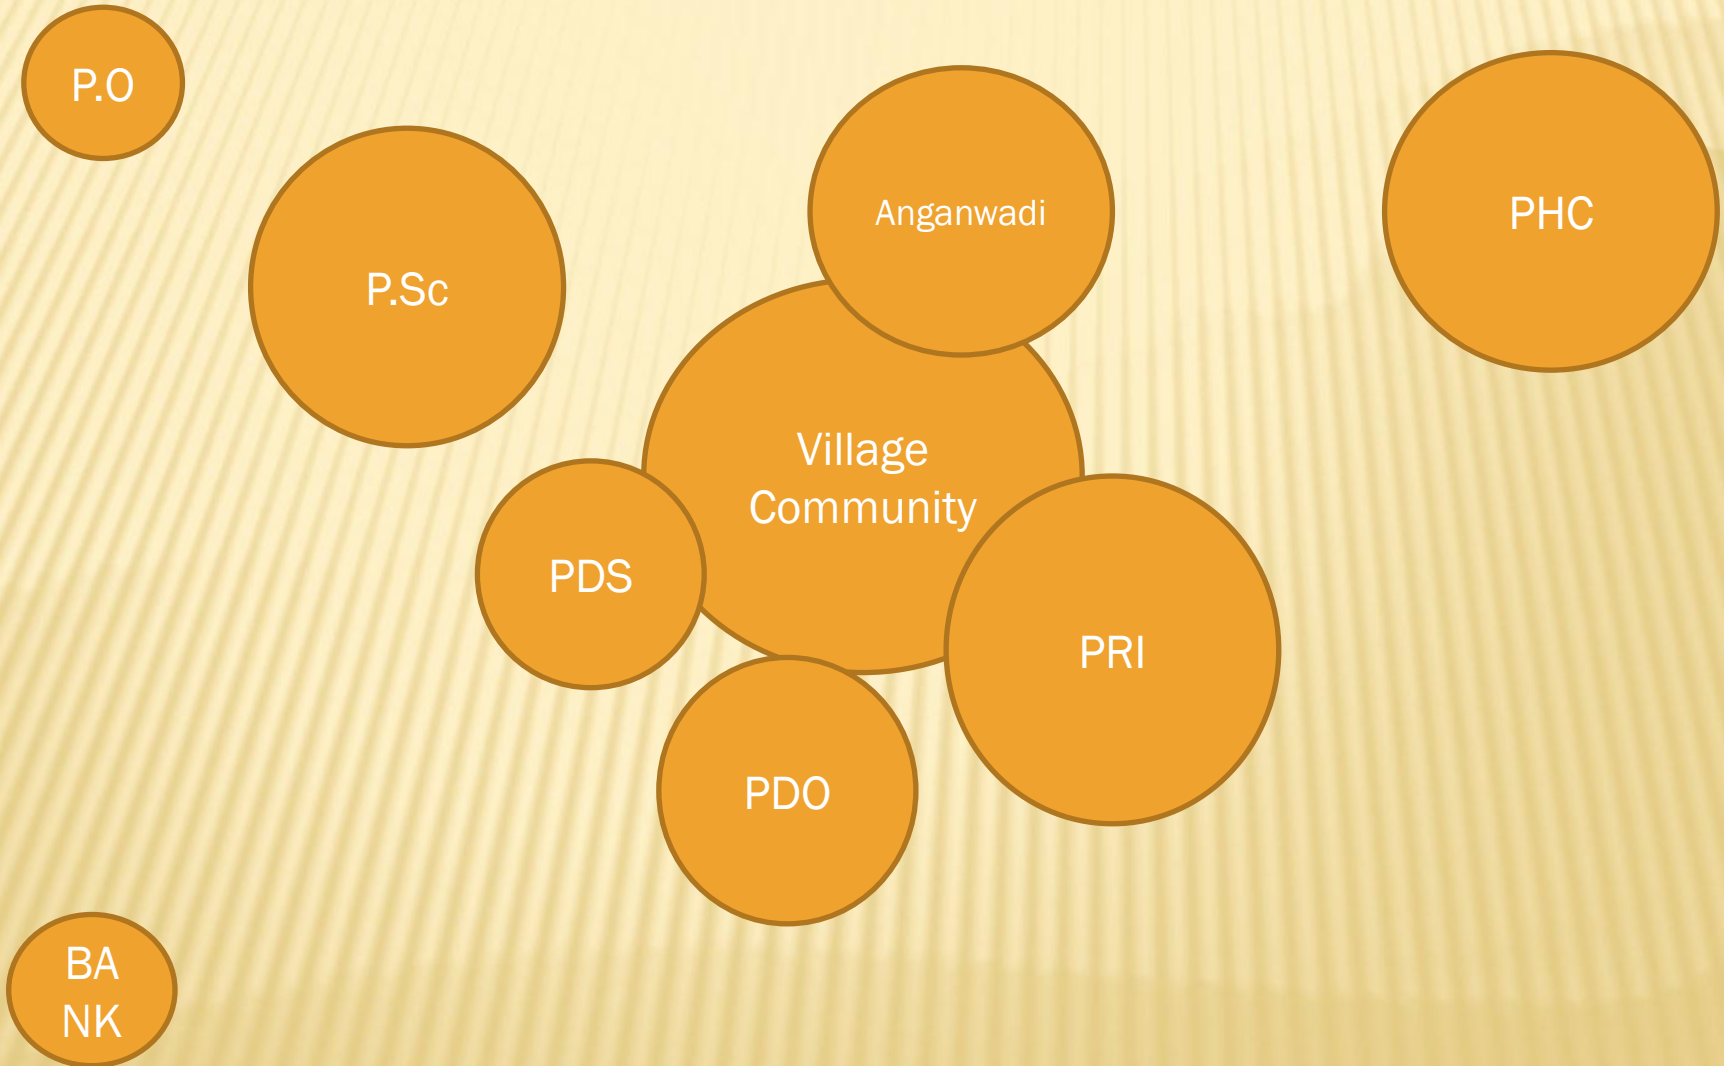 P.O
Anganwadi
PHC
P.Sc
Village
Community
PDS
PRI
PDO
BA
NK